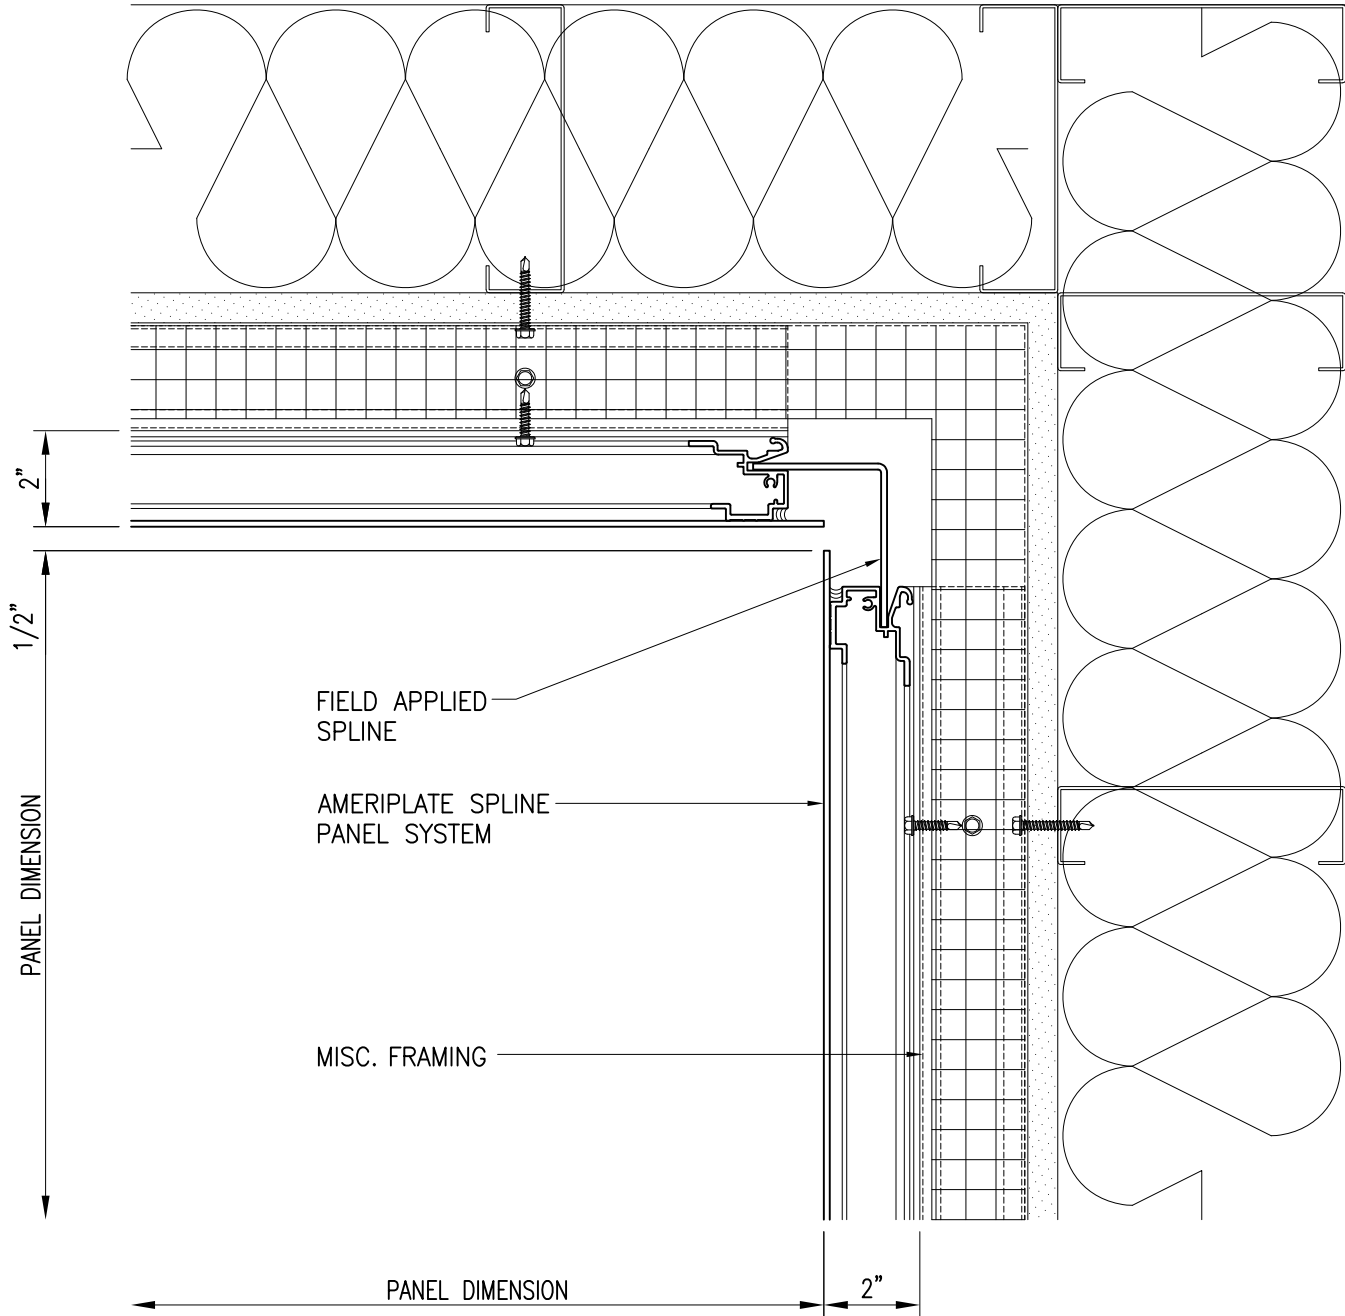 2”
1/2”
FIELD APPLIED
SPLINE
AMERIPLATE SPLINE
PANEL SYSTEM
PANEL DIMENSION
MISC. FRAMING
PANEL DIMENSION
2”